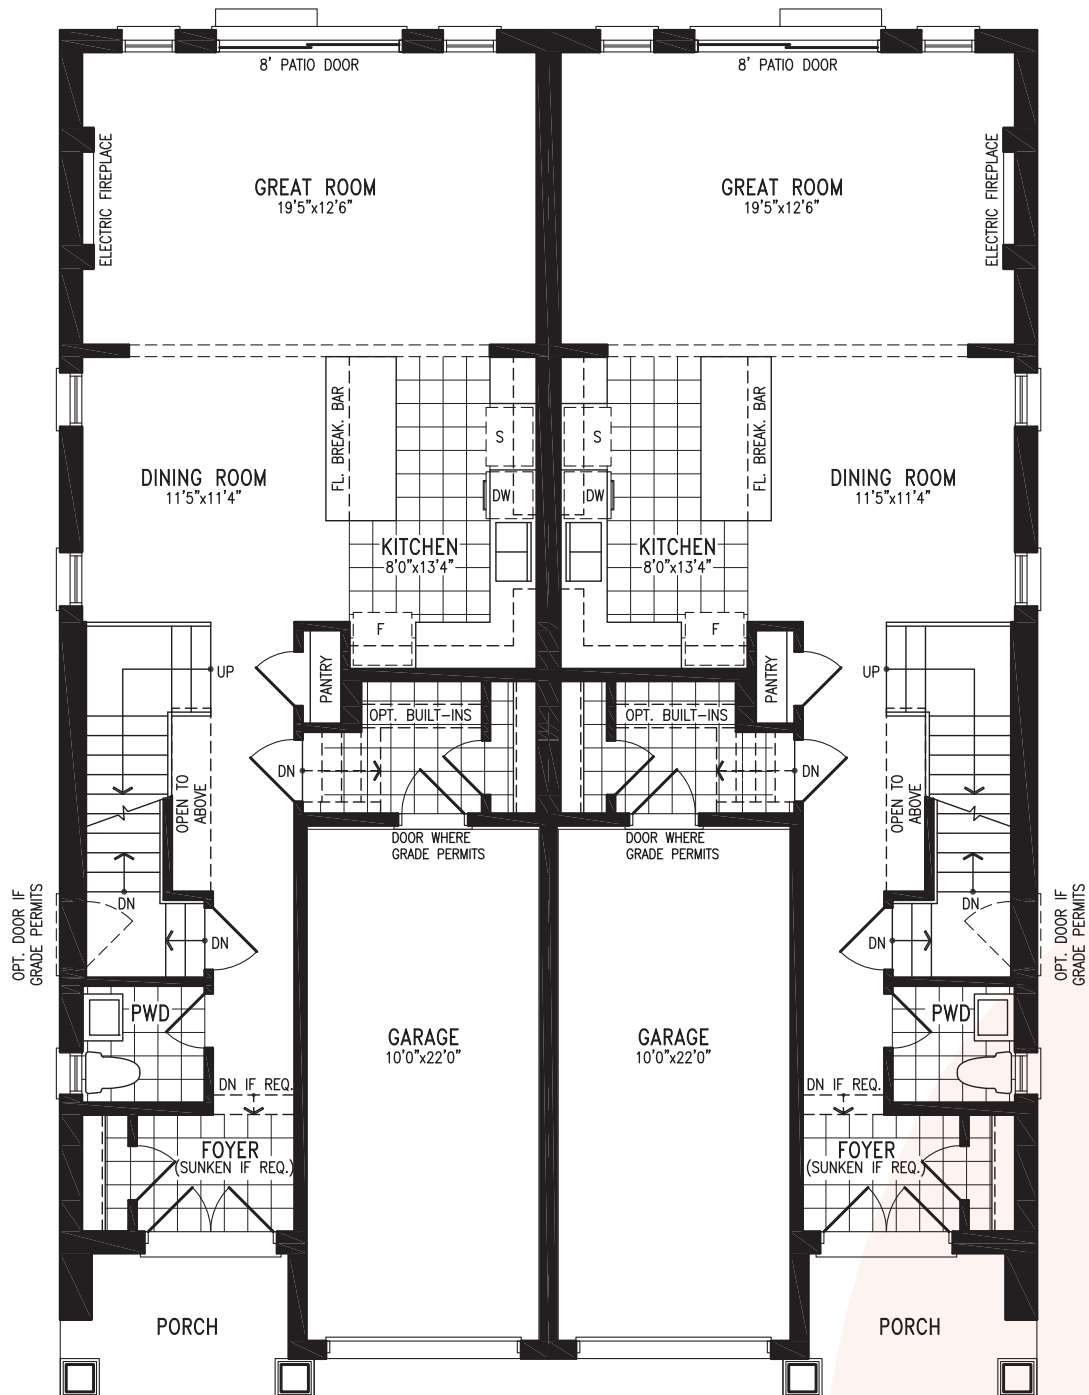 8' PATIO DOOR
8' PATIO DOOR
ELECTRIC FIREPLACE
GREAT ROOM
19'5"x12'6"
GREAT ROOM
19'5"x12'6"
ELECTRIC FIREPLACE
FL. BREAK. BAR
S
S
FL. BREAK. BAR
DINING ROOM
11'5"x11'4"
DW
DW
DINING ROOM
11'5"x11'4"
KITCHEN
8'0"x13'4"
KITCHEN
8'0"x13'4"
F
F
UP
PANTRY
PANTRY
UP
OPT. BUILT-INS
OPT. BUILT-INS
DN
DN
OPEN TO
ABOVE
OPEN TO
ABOVE
DOOR WHERE
GRADE PERMITS
DOOR WHERE
GRADE PERMITS
OPT. DOOR IF
GRADE PERMITS
DN
DN
OPT. DOOR IF
GRADE PERMITS
DN
DN
PWD
PWD
GARAGE
10'0"x22'0"
GARAGE
10'0"x22'0"
DN IF REQ.
DN IF REQ.
FOYER
(SUNKEN IF REQ.)
FOYER
(SUNKEN IF REQ.)
PORCH
PORCH